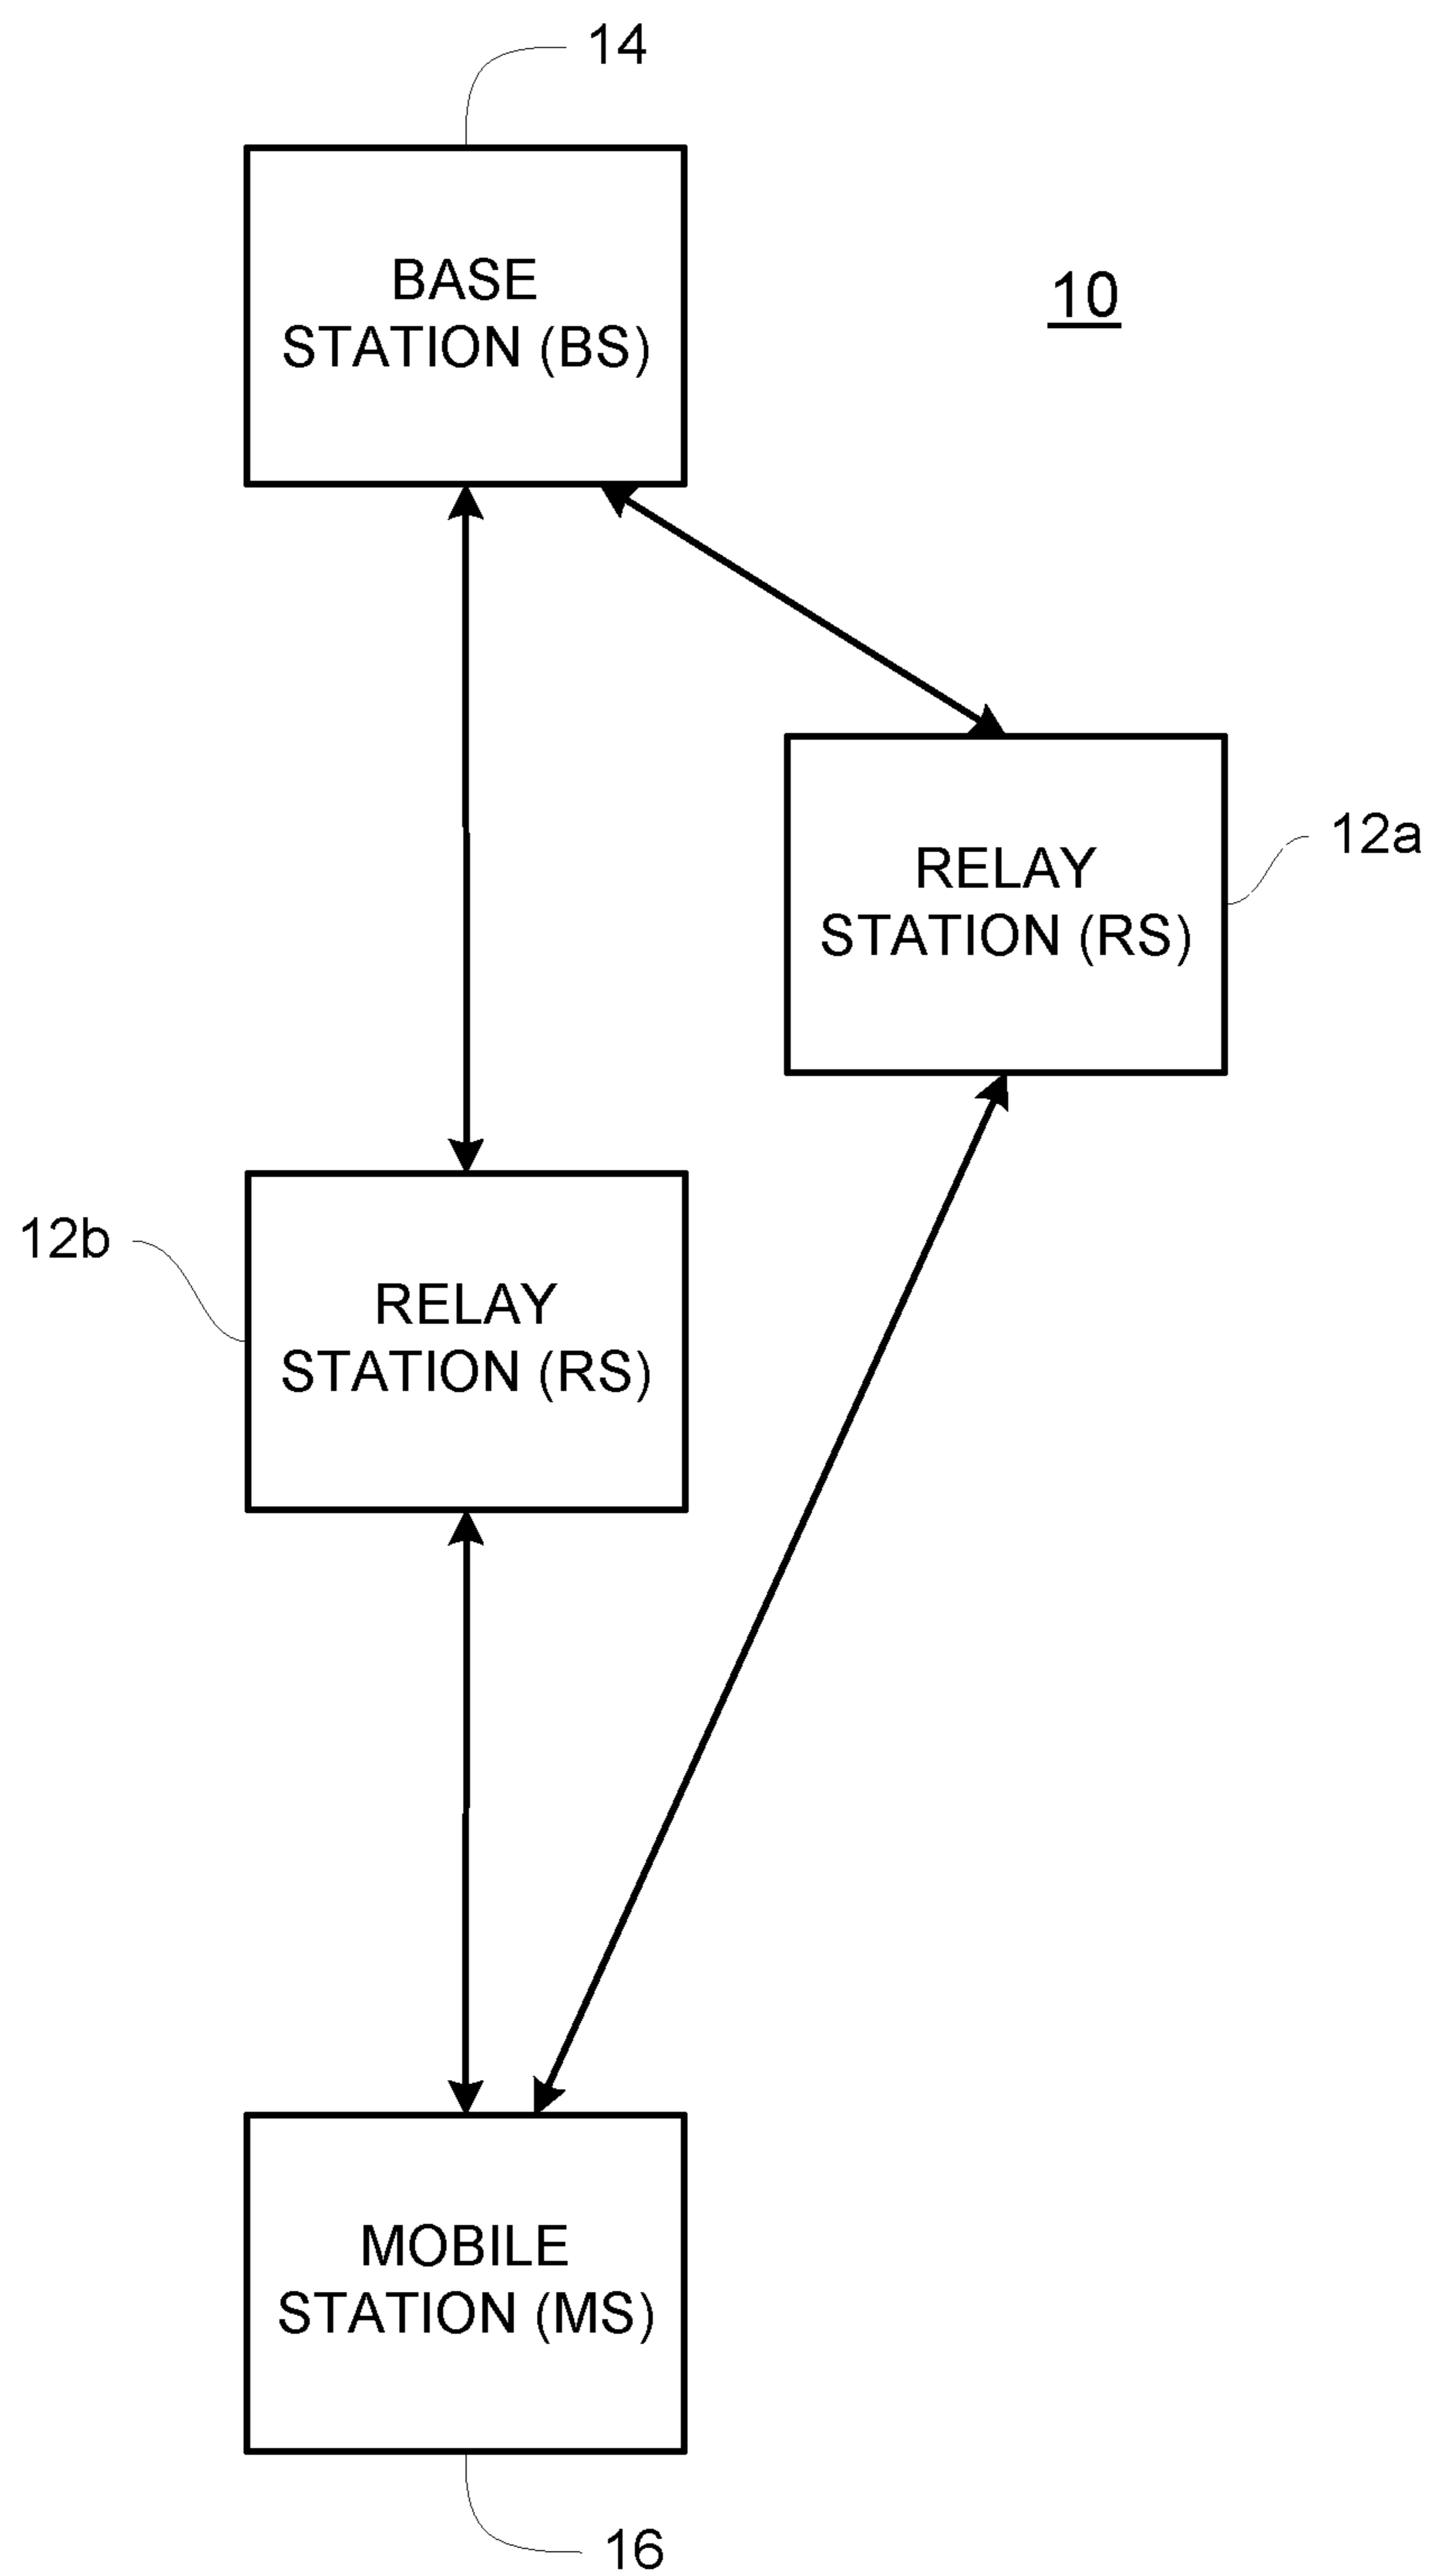 14
BASE
STATION (BS)
10
RELAY
STATION (RS)
12a
12b
RELAY
STATION (RS)
MOBILE
STATION (MS)
16